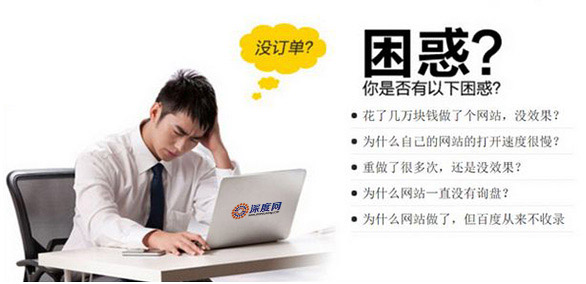 没订单?
困惑?
你是否有以下困惑?
花了几万块钱做了个网站，没效果?
为什么自己的网站的打开速度很慢?
重做了很多次，还是没效果?
为什么网站一直没有询盘?
为什么网站做了，但百度从来不收录
深度网